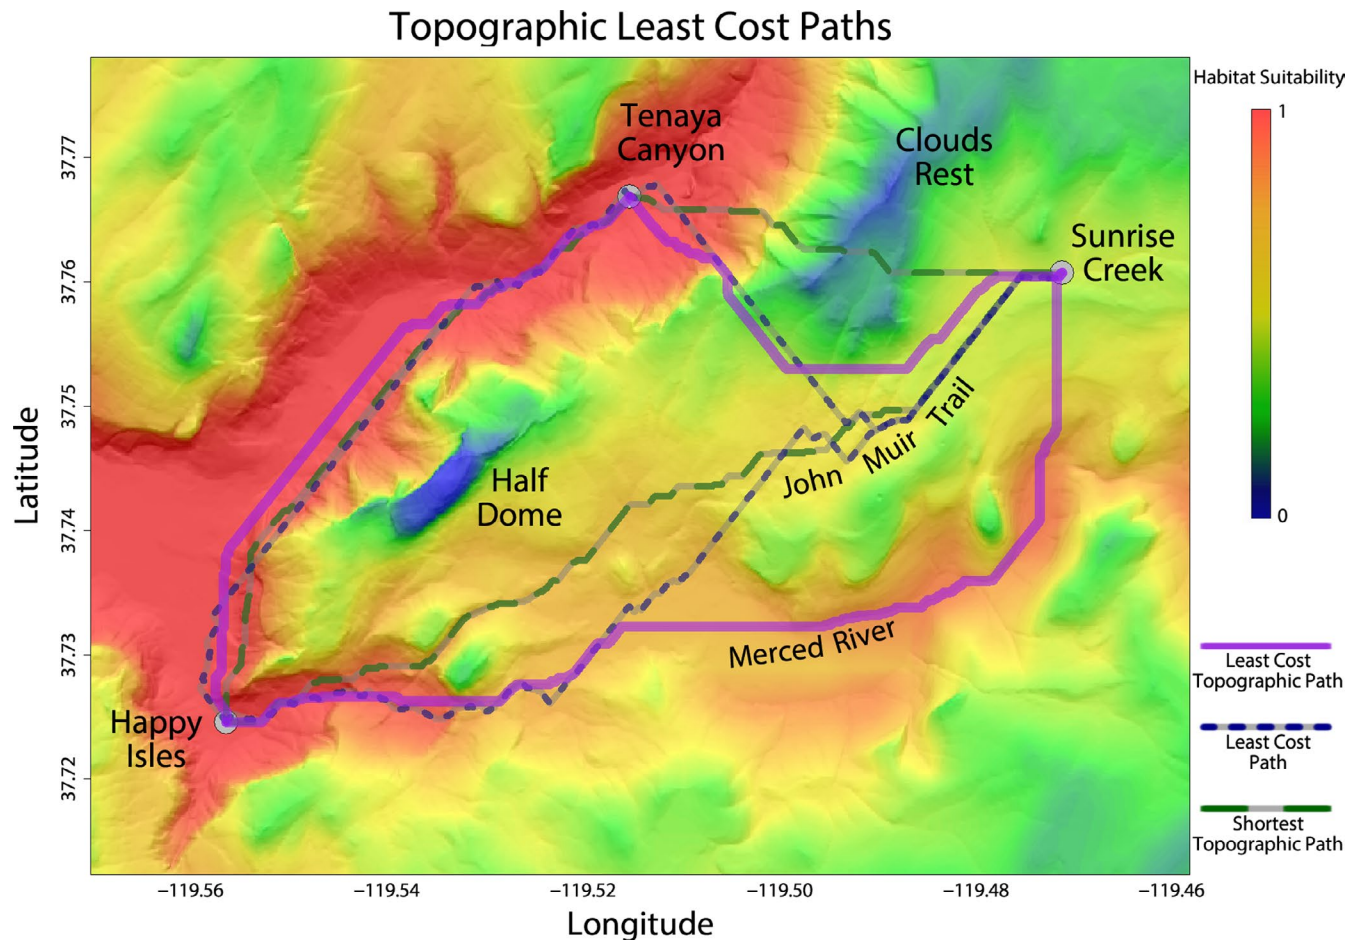 Topographic Least Cost Paths
Habitat Suitability
1
0
Tenaya
Canyon
Clouds
Rest
Sunrise
Creek
Half
Dome
John Muir Trail
Merced River
Happy
Isles
Latitude
37.77
37.76
37.75
37.74
37.73
37.72
−119.56
−119.54
−119.52
−119.50
−119.48
−119.46
Longitude
Least Cost
Topographic Path
Least Cost
Path
Shortest
Topographic Path